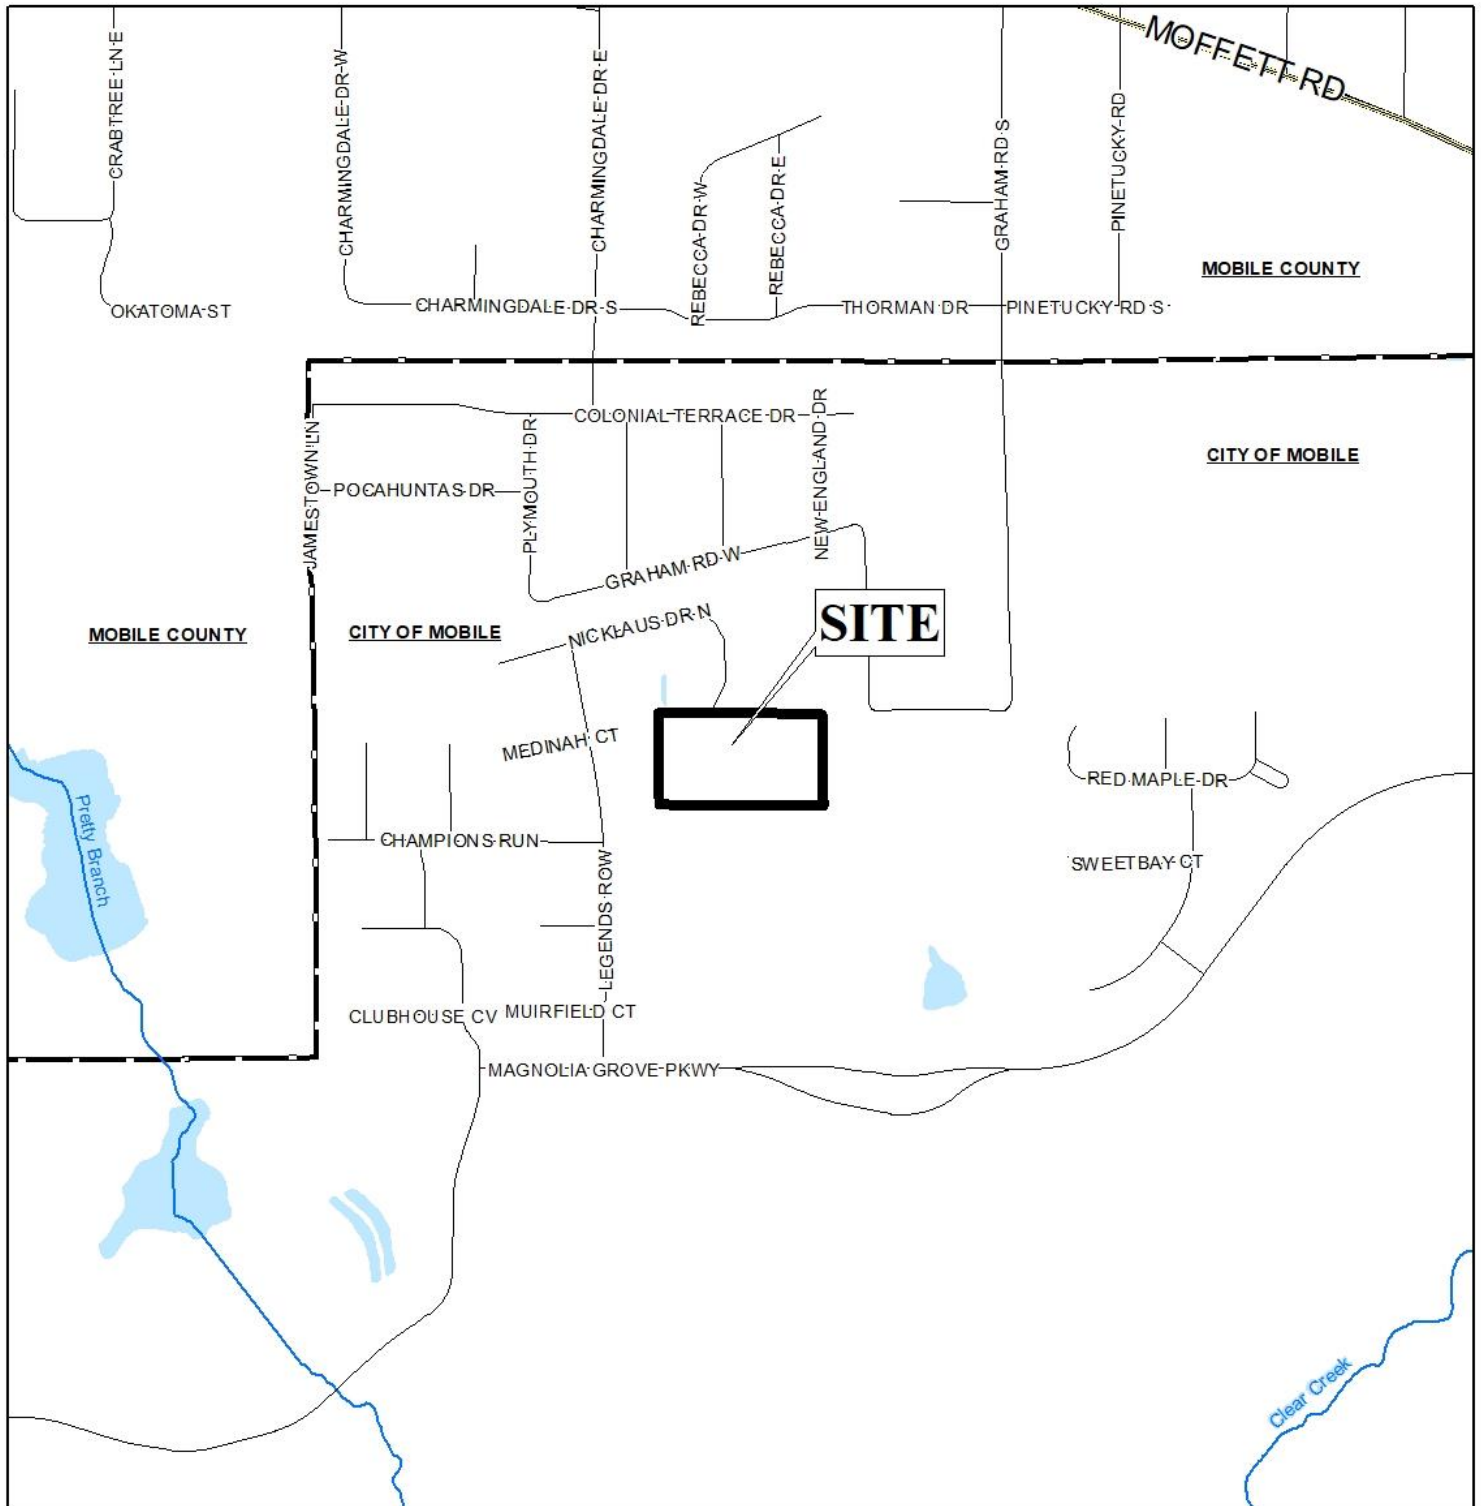 MOFFETT RD
CRABTREE LN E
CHARMINGDALE DR W
CHARMINGDALE DR E
REBECCA DR W
REBECCA DR E
GRAHAM RD S
PINETUCKY RD
MOBILE COUNTY
OKATOMA ST
CHARMINGDALE DR S
THORMAN DR
PINETUCKY RD S
COLONIAL TERRACE DR
NEW ENGLAND DR
CITY OF MOBILE
JAMESTOWN LN
POCAHUNTAS DR
PLYMOUTH DR
GRAHAM RD W
NICKLAUS DR N
SITE
MOBILE COUNTY
CITY OF MOBILE
MEDINAH CT
RED MAPLE DR
Pretty Branch
CHAMPIONS RUN
LEGENDS ROW
SWEETBAY CT
CLUBHOUSE CV
MUIRFIELD CT
MAGNOLIA GROVE PKWY
Clear Creek